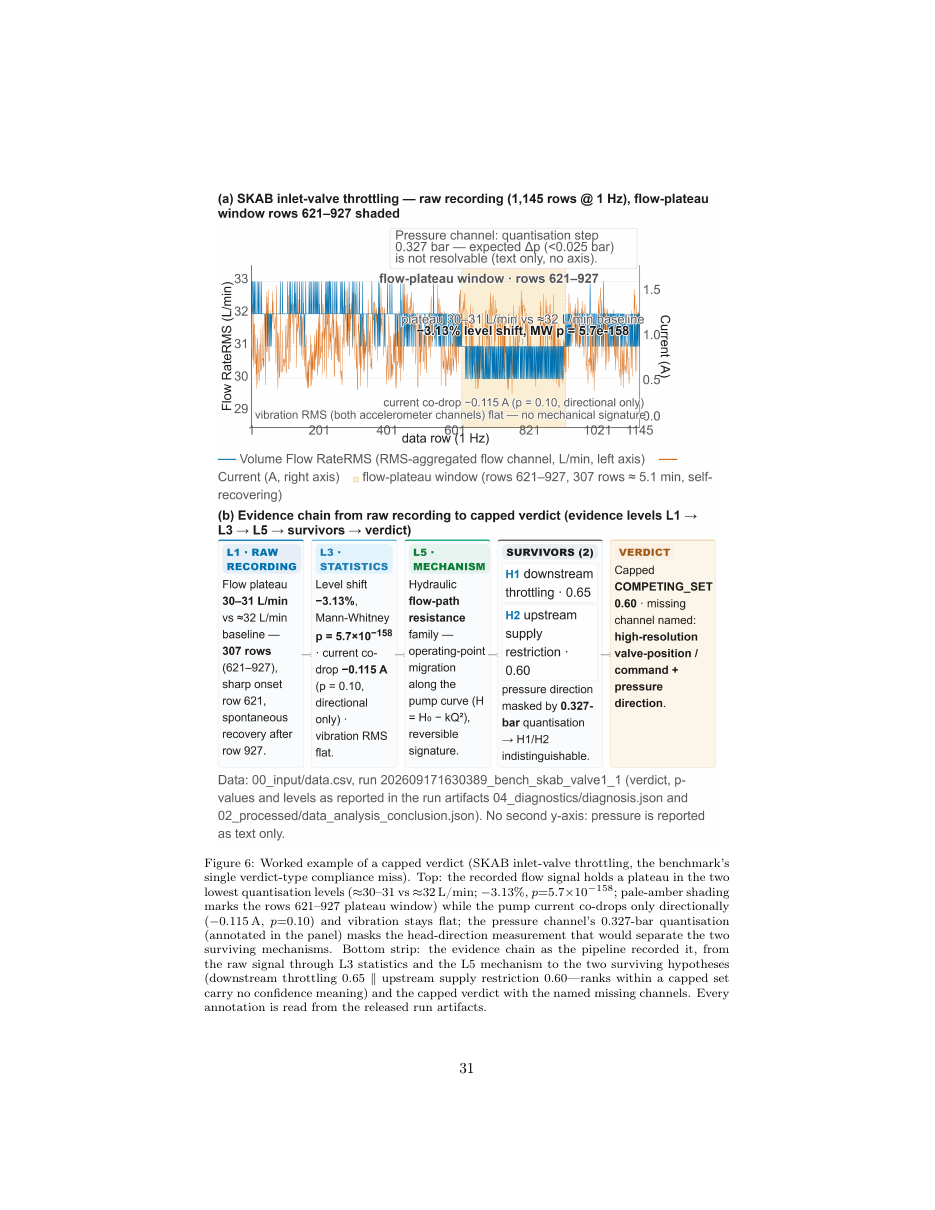 (a) SKAB inlet-valve throttling — raw recording (1,145 rows @ 1 Hz), flow-plateau
window rows 621–927 shaded
Pressure channel: quantisation step
0.327 bar — expected Δp (<0.025 bar)
is not resolvable (text only, no axis).
flow-plateau window · rows 621–927
plateau 30–31 L/min vs ≈32 L/min baseline
−3.13% level shift, MW p = 5.7e-158
current co-drop −0.115 A (p = 0.10, directional only)
vibration RMS (both accelerometer channels) flat — no mechanical signature
33
32
31
30
29
Flow RateRMS (L/min)
1.5
1.0
0.5
0.0
Current (A)
1 201 401 601 821 1021 1145
data row (1 Hz)
Volume Flow RateRMS (RMS-aggregated flow channel, L/min, left axis)
Current (A, right axis) flow-plateau window (rows 621–927, 307 rows ≈ 5.1 min, self-
recovering)
(b) Evidence chain from raw recording to capped verdict (evidence levels L1 →
L3 → L5 → survivors → verdict)
L1 · RAW
RECORDING
Flow plateau
30–31 L/min
vs ≈32 L/min
baseline —
307 rows
(621–927),
sharp onset
row 621,
spontaneous
recovery after
row 927.
L3 ·
STATISTICS
Level shift
−3.13%,
Mann-Whitney
p = 5.7×10⁻¹⁵⁸
· current co-
drop −0.115 A
(p = 0.10,
directional
only) ·
vibration RMS
flat.
L5 ·
MECHANISM
Hydraulic
flow-path
resistance
family —
operating-point
migration
along the
pump curve (H
= H₀ − kQ²),
reversible
signature.
SURVIVORS (2)
H1 downstream
throttling · 0.65
H2 upstream
supply
restriction ·
0.60
pressure direction
masked by 0.327-
bar quantisation
→ H1/H2
indistinguishable.
VERDICT
Capped
COMPETING_SET
0.60 · missing
channel named:
high-resolution
valve-position /
command +
pressure
direction.
Data: 00_input/data.csv, run 202609171630389_bench_skab_valve1_1 (verdict, p-
values and levels as reported in the run artifacts 04_diagnostics/diagnosis.json and
02_processed/data_analysis_conclusion.json). No second y-axis: pressure is reported
as text only.
Figure 6: Worked example of a capped verdict (SKAB inlet-valve throttling, the benchmark's
single verdict-type compliance miss). Top: the recorded flow signal holds a plateau in the two
lowest quantisation levels (≈30–31 vs ≈32 L/min; −3.13%, p=5.7×10⁻¹⁵⁸; pale-amber shading
marks the rows 621–927 plateau window) while the pump current co-drops only directionally
(−0.115 A, p=0.10) and vibration stays flat; the pressure channel's 0.327-bar quantisation
(annotated in the panel) masks the head-direction measurement that would separate the two
surviving mechanisms. Bottom strip: the evidence chain as the pipeline recorded it, from
the raw signal through L3 statistics and the L5 mechanism to the two surviving hypotheses
(downstream throttling 0.65 ∥ upstream supply restriction 0.60—ranks within a capped set
carry no confidence meaning) and the capped verdict with the named missing channels. Every
annotation is read from the released run artifacts.
31